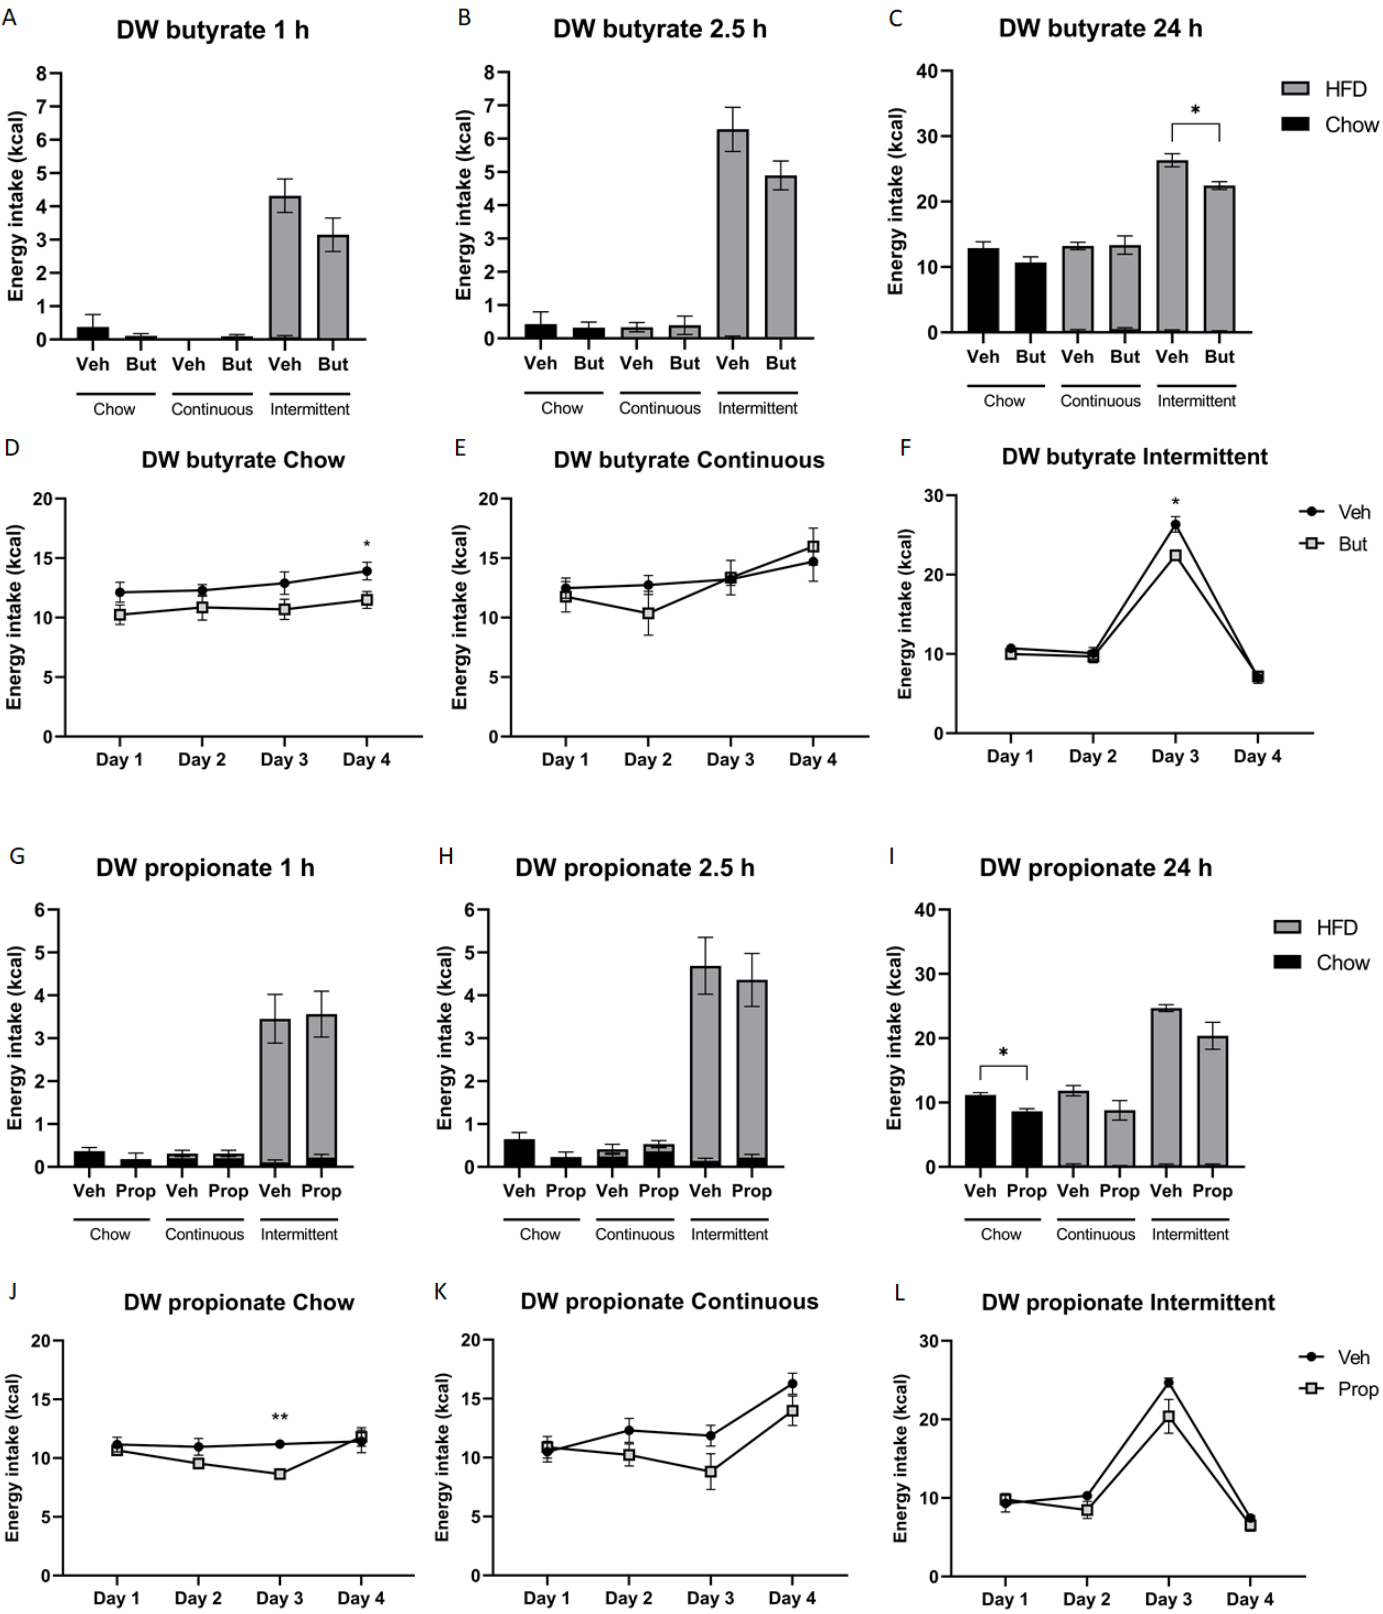 A
DW butyrate 1 h
Energy intake (kcal)
8
7
6
5
4
3
2
1
0
Veh But Veh But Veh But
Chow Continuous Intermittent
B
DW butyrate 2.5 h
Energy intake (kcal)
8
7
6
5
4
3
2
1
0
Veh But Veh But Veh But
Chow Continuous Intermittent
C
DW butyrate 24 h
Energy intake (kcal)
40
30
20
10
0
*
Veh But Veh But Veh But
Chow Continuous Intermittent
HFD
Chow
D
DW butyrate Chow
Energy intake (kcal)
20
15
10
5
0
*
Day 1 Day 2 Day 3 Day 4
E
DW butyrate Continuous
Energy intake (kcal)
20
15
10
5
0
Day 1 Day 2 Day 3 Day 4
F
DW butyrate Intermittent
Energy intake (kcal)
30
20
10
0
*
Day 1 Day 2 Day 3 Day 4
Veh
But
G
DW propionate 1 h
Energy intake (kcal)
6
5
4
3
2
1
0
Veh Prop Veh Prop Veh Prop
Chow Continuous Intermittent
H
DW propionate 2.5 h
Energy intake (kcal)
6
5
4
3
2
1
0
Veh Prop Veh Prop Veh Prop
Chow Continuous Intermittent
I
DW propionate 24 h
Energy intake (kcal)
40
30
20
10
0
*
Veh Prop Veh Prop Veh Prop
Chow Continuous Intermittent
HFD
Chow
J
DW propionate Chow
Energy intake (kcal)
20
15
10
5
0
**
Day 1 Day 2 Day 3 Day 4
K
DW propionate Continuous
Energy intake (kcal)
20
15
10
5
0
Day 1 Day 2 Day 3 Day 4
L
DW propionate Intermittent
Energy intake (kcal)
30
20
10
0
Day 1 Day 2 Day 3 Day 4
Veh
Prop